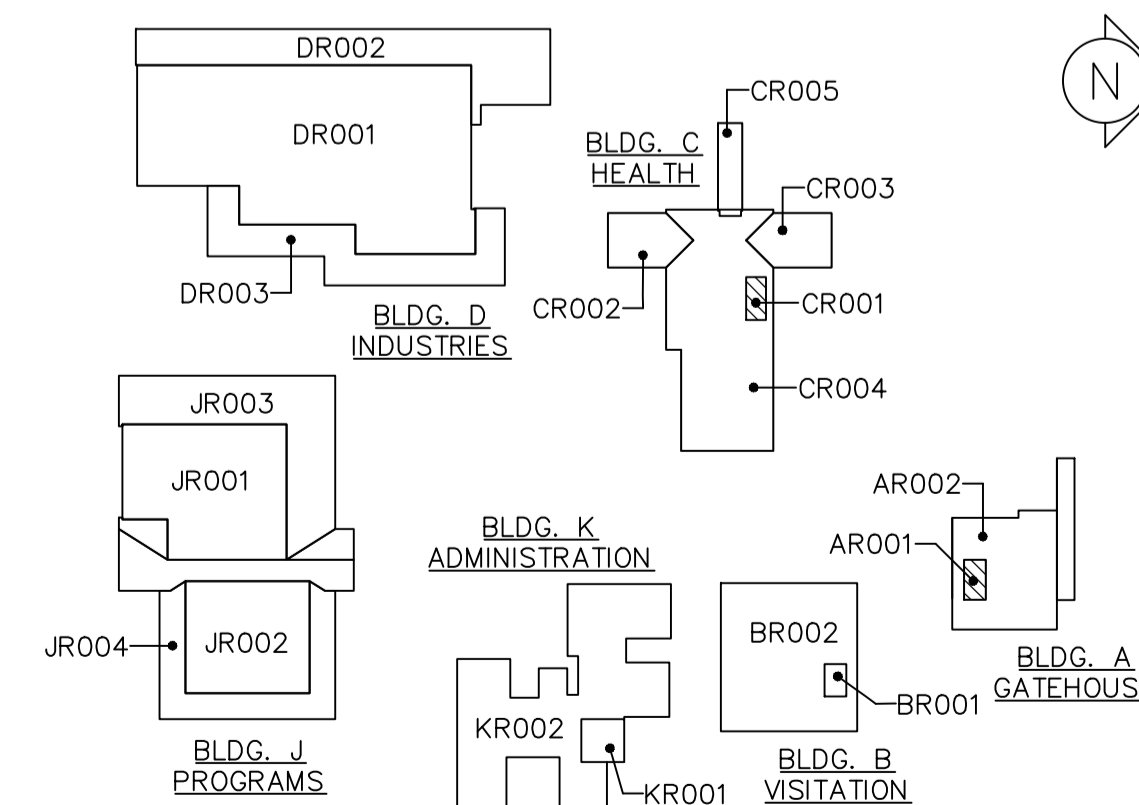 DR002
N
CR005
DR001
BLDG. C
HEALTH
CR003
DR003
CR002
CR001
BLDG. D
INDUSTRIES
CR004
JR003
JR001
AR002
BLDG. K
ADMINISTRATION
AR001
BR002
JR004
JR002
BLDG. A
GATEHOUS
BR001
KR002
BLDG. J
PROGRAMS
BLDG. B
VISITATION
KR001